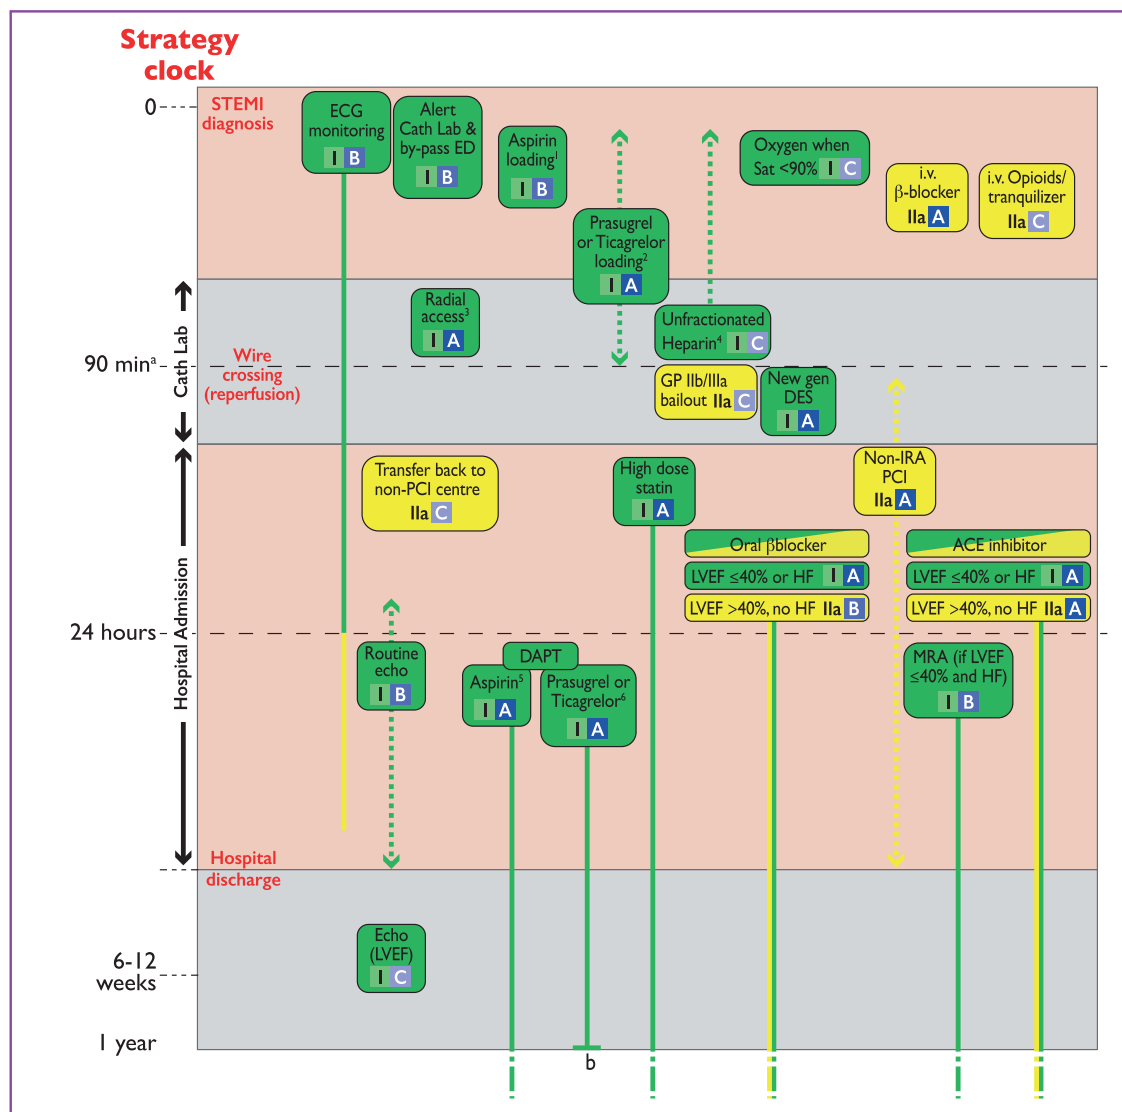 Strategy
clock
0
STEMI
diagnosis
ECG
monitoring
I B
Alert
Cath Lab &
by-pass ED
I B
Aspirin
loading1
I B
Prasugrel
or Ticagrelor
loading2
I A
Oxygen when
Sat <90% I C
i.v.
β-blocker
IIa A
i.v. Opioids/
tranquilizer
IIa C
Cath Lab
Radial
access3
I A
Unfractionated
Heparin4 I C
90 mina
Wire
crossing
(reperfusion)
GP IIb/IIIa
bailout IIa C
New gen
DES
I A
Hospital Admission
Transfer back to
non-PCI centre
IIa C
High dose
statin
I A
Non-IRA
PCI
IIa A
Oral βblocker
LVEF ≤40% or HF I A
LVEF >40%, no HF IIa B
ACE inhibitor
LVEF ≤40% or HF I A
LVEF >40%, no HF IIa A
24 hours
Routine
echo
I B
DAPT
Aspirin5
I A
Prasugrel or
Ticagrelor6
I A
MRA (if LVEF
≤40% and HF)
I B
Hospital
discharge
Echo
(LVEF)
I C
6-12
weeks
1 year
b